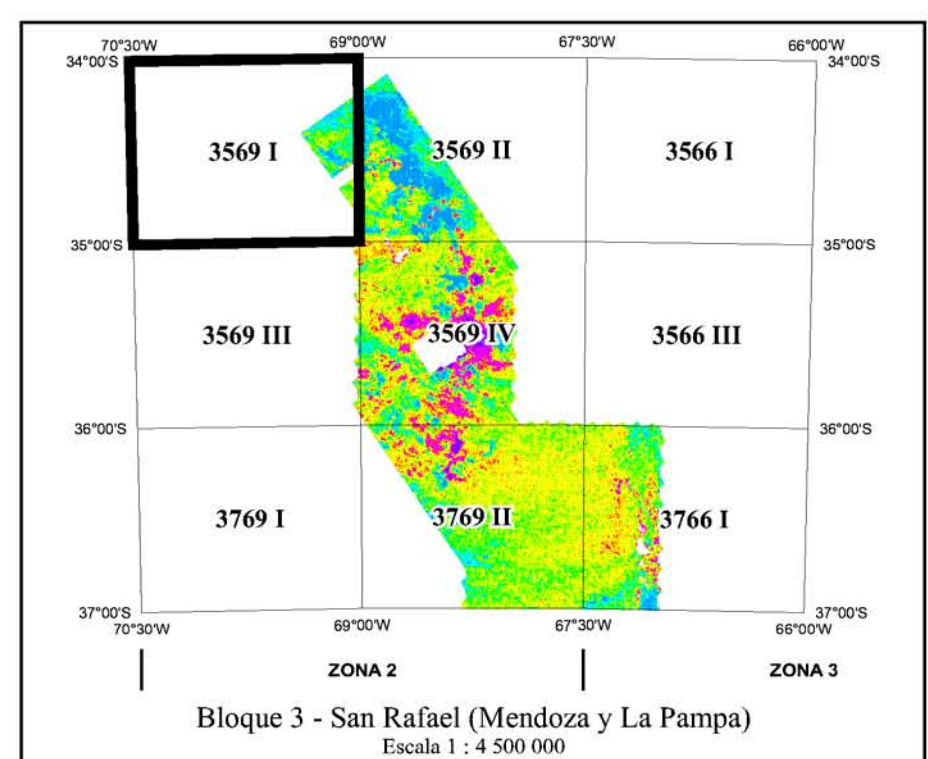 70°30'W 69°00'W 67°30'W 66°00'W
34°00'S 34°00'S
3569 I 3569 II 3566 I
35°00'S 35°00'S
3569 III 3569 IV 3566 III
36°00'S 36°00'S
3769 I 3769 II 3766 I
37°00'S 37°00'S
70°30'W 69°00'W 67°30'W 66°00'W
ZONA 2 ZONA 3
Bloque 3 - San Rafael (Mendoza y La Pampa)
Escala 1 : 4 500 000